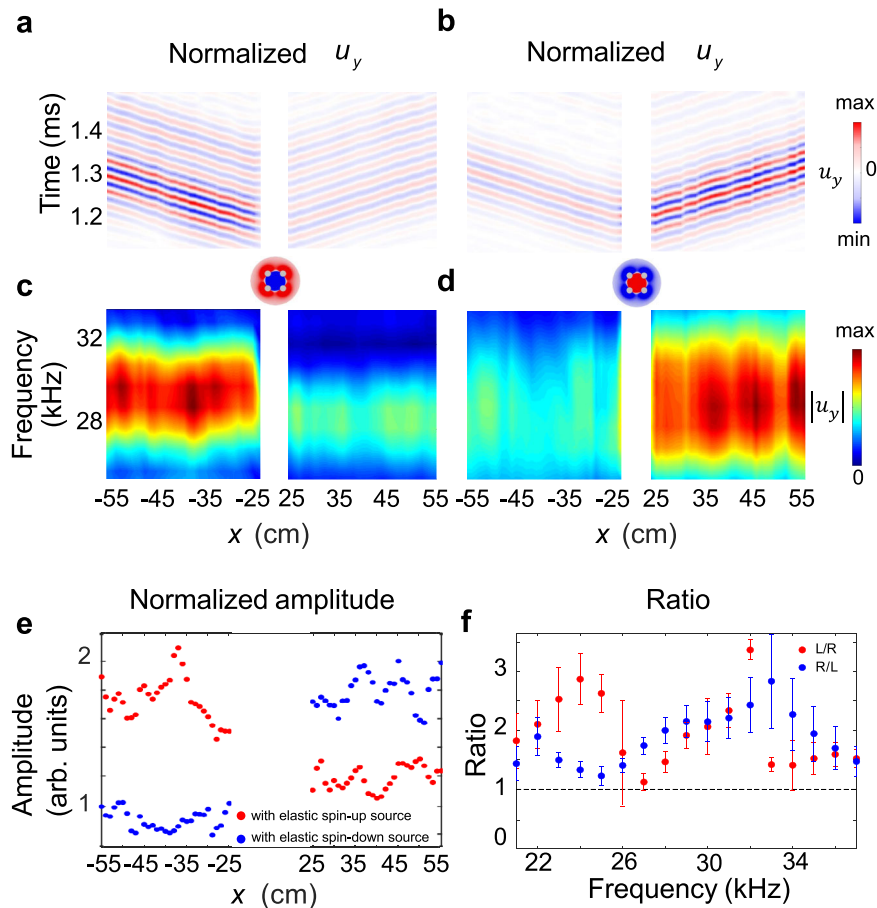 a
b
Normalized u_y
Normalized u_y
Time (ms)
1.4
1.3
1.2
max
u_y
0
min
c
d
Frequency
(kHz)
32
28
max
|u_y|
0
-55 -45 -35 -25 25 35 45 55
-55 -45 -35 -25 25 35 45 55
x (cm)
x (cm)
Normalized amplitude
Ratio
e
f
Amplitude
(arb. units)
2
1
with elastic spin-up source
with elastic spin-down source
-55 -45 -35 -25 25 35 45 55
x (cm)
L/R
R/L
Ratio
3
2
1
0
22 26 30 34
Frequency (kHz)